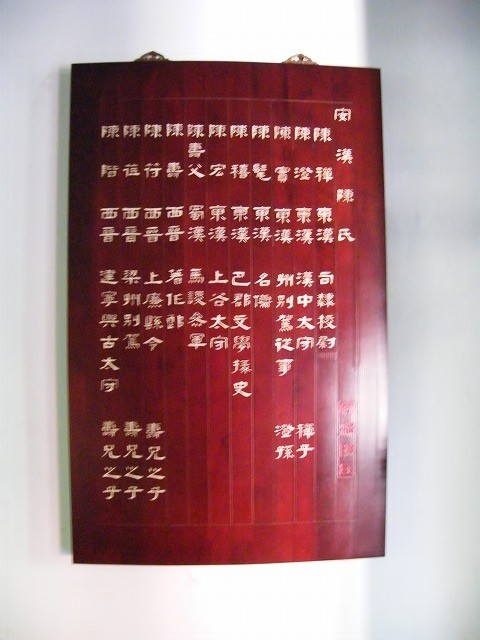 安漢陳氏
陳禪 東漢 司隸校尉
陳澄 東漢 漢中太守 禪子
陳實 東漢 州別駕從事 澄孫
陳髦 東漢 名儒
陳禧 東漢 巴郡文學掾史
陳宏 東漢 上谷太守
陳壽父 蜀漢 馬謖參軍
陳壽 西晉 著作郎
陳符 西晉 上廉縣令 壽兄之子
陳莅 西晉 梁州別駕 壽兄之子
陳階 西晉 建寧興古太守 壽兄之子